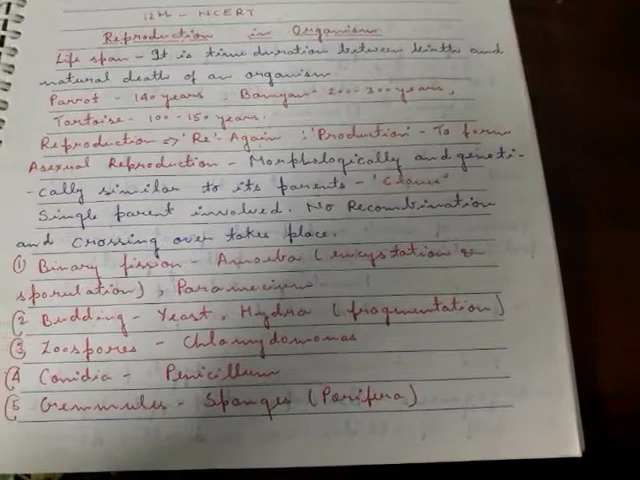 12th - NCERT
Reproduction in Organism
Life span - It is time duration between birth and
natural death of an organism.
Parrot - 140 years, Banyan - 200-300 years,
Tortoise - 100-150 years.
Reproduction => 'Re' - Again : 'Production' - To form
Asexual Reproduction - Morphologically and geneti-
-cally similar to its parents - 'Clones'
Single parent involved. No Recombination
and crossing over takes place.
① Binary fission - Amoeba (encystation or
sporulation), Paramecium.
(2 Budding - Yeast, Hydra (fragmentation)
(3 Zoospores - Chlamydomonas
(4 Conidia - Penicillum
(5 Gemmules - Sponges (Porifera)